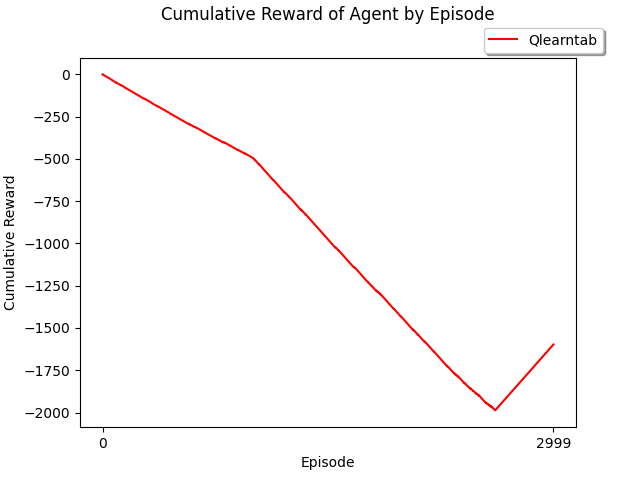 Cumulative Reward of Agent by Episode
Qlearntab
0
−250
−500
−750
−1000
−1250
−1500
−1750
−2000
Cumulative Reward
0 2999
Episode